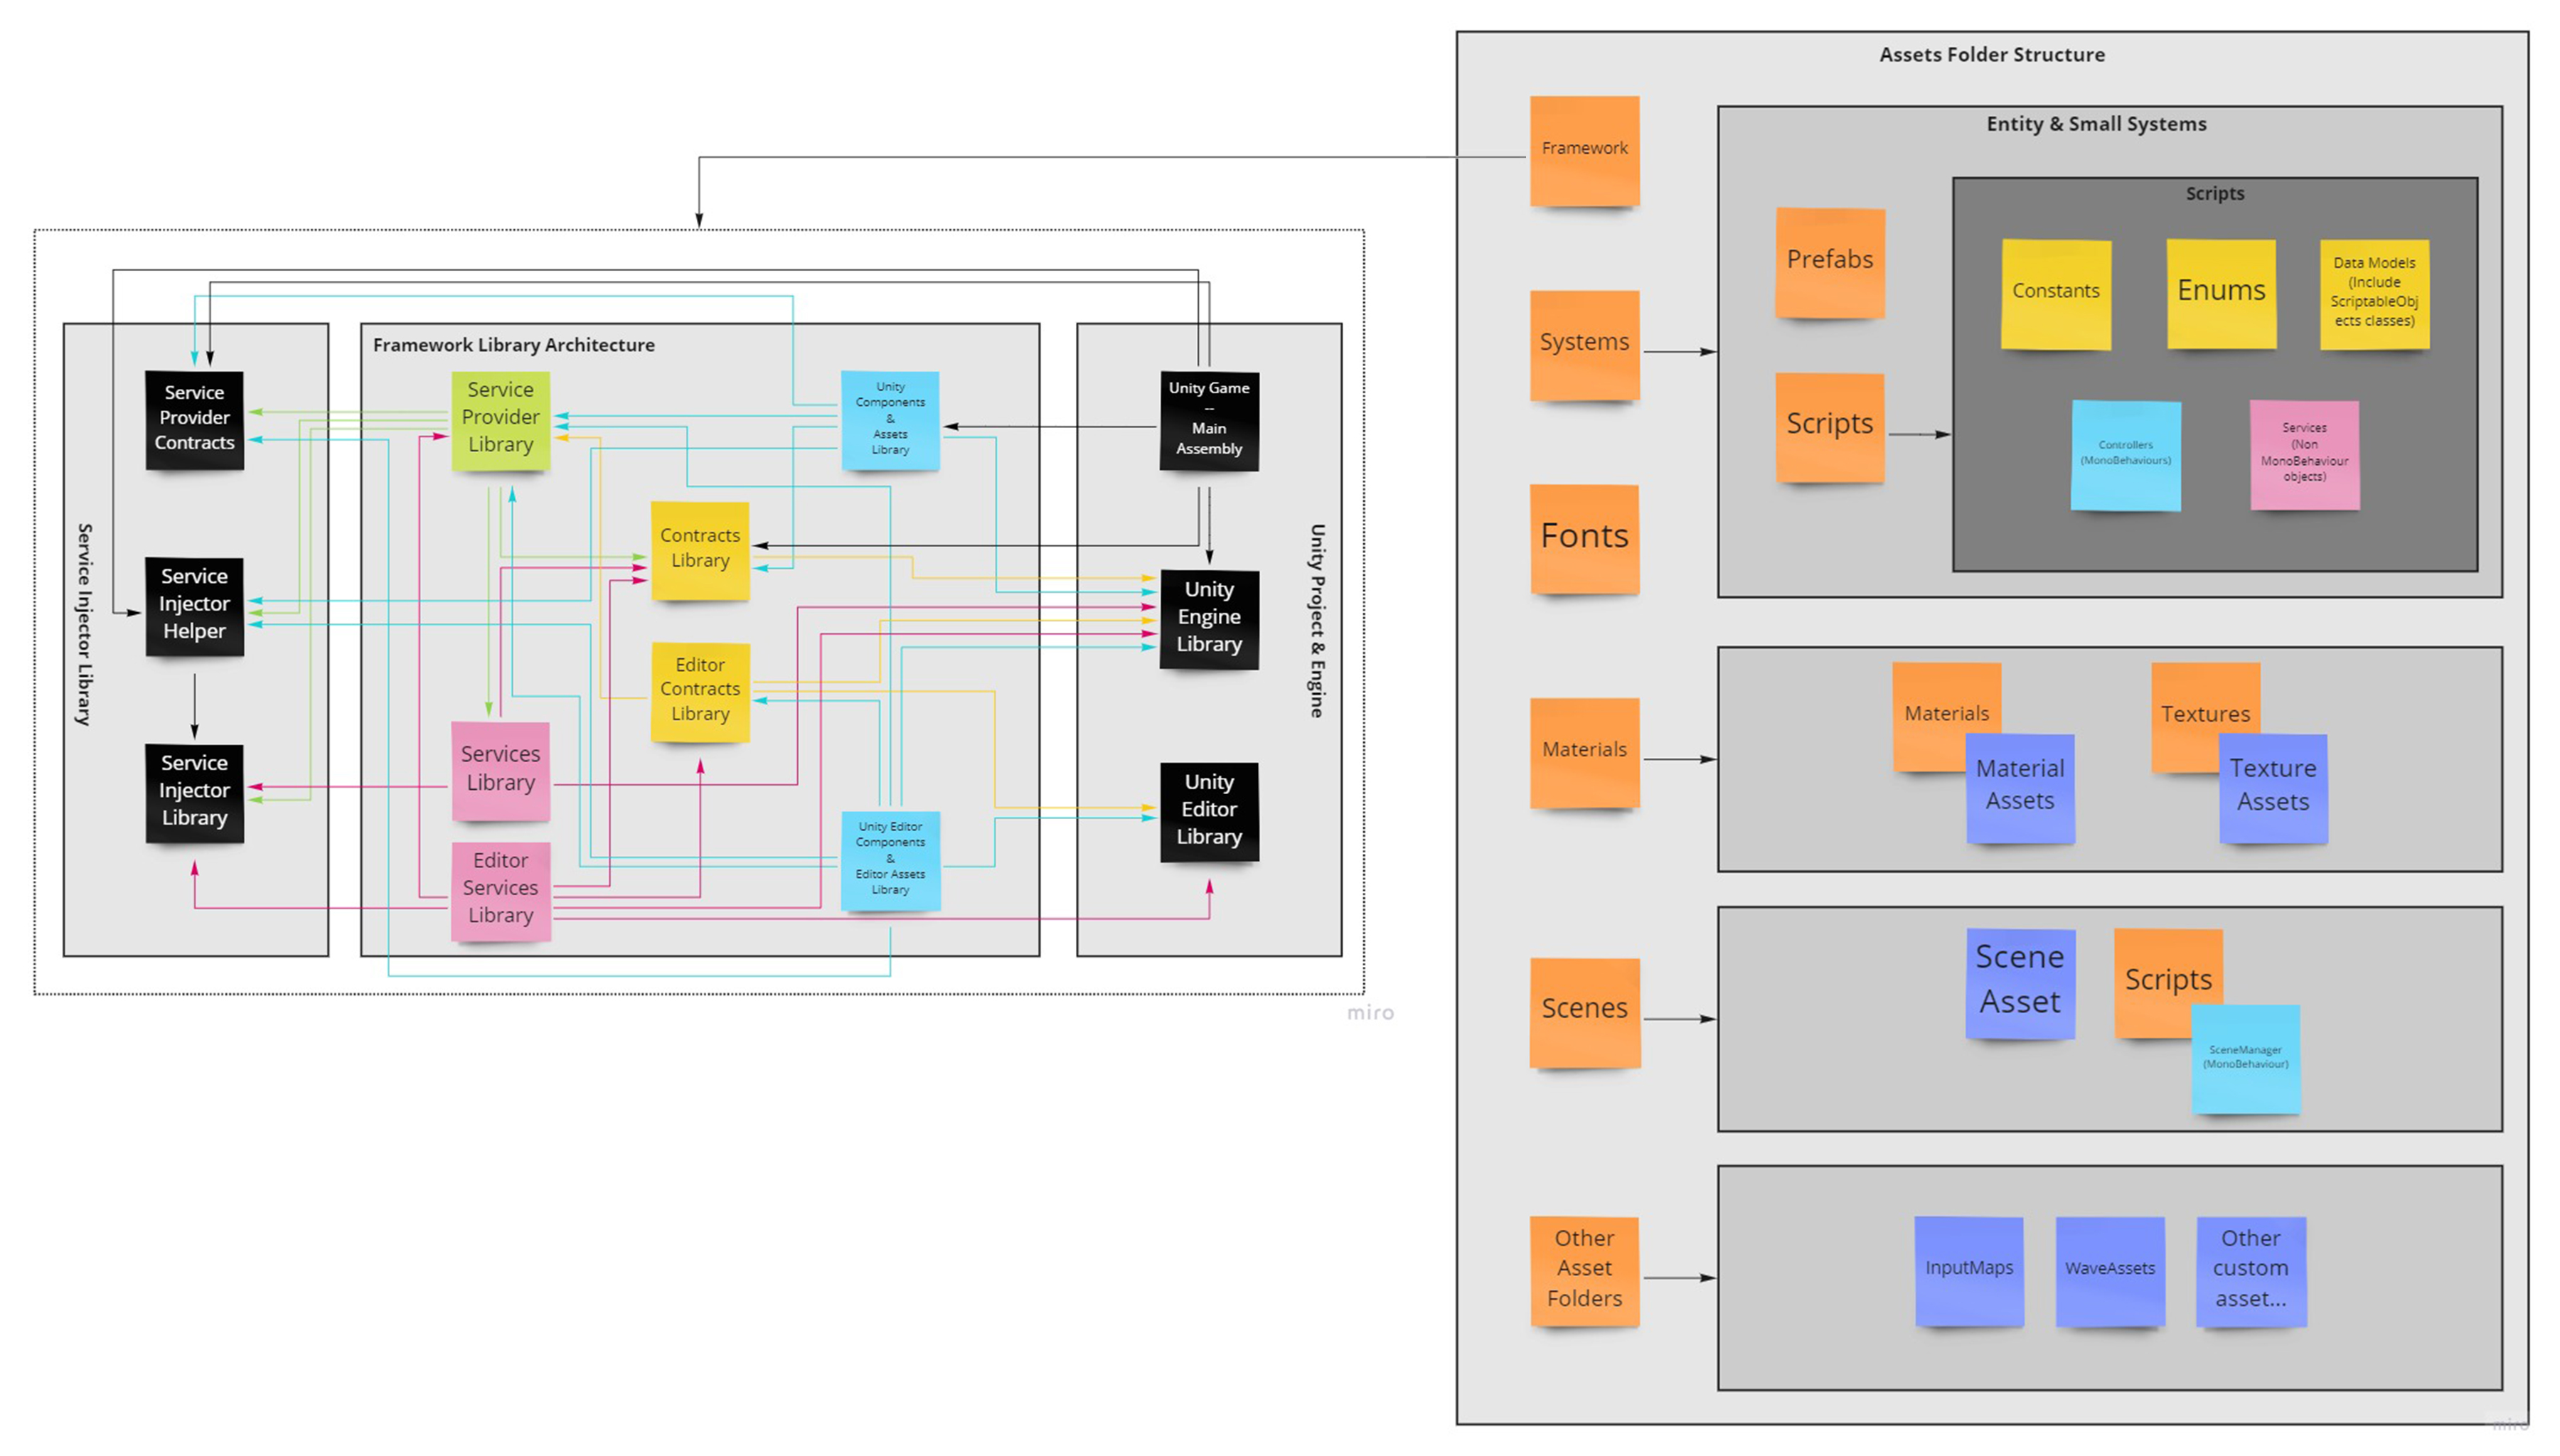 Assets Folder Structure
Framework
Entity & Small Systems
Scripts
Prefabs
Constants
Enums
Data Models
(Include
ScriptableObj
ects classes)
Systems
Scripts
Controllers
(MonoBehaviours)
Services
(Non
MonoBehaviour
objects)
Fonts
Materials
Materials
Material
Assets
Textures
Texture
Assets
Scenes
Scene
Asset
Scripts
SceneManager
(MonoBehaviour)
Other
Asset
Folders
InputMaps
WaveAssets
Other
custom
asset...
miro
Service Injector Library
Service
Provider
Contracts
Service
Injector
Helper
Service
Injector
Library
Framework Library Architecture
Service
Provider
Library
Unity
Components
&
Assets
Library
Contracts
Library
Editor
Contracts
Library
Services
Library
Editor
Services
Library
Unity Editor
Components
&
Editor Assets
Library
Unity Project & Engine
Unity Game
--
Main
Assembly
Unity
Engine
Library
Unity
Editor
Library
miro